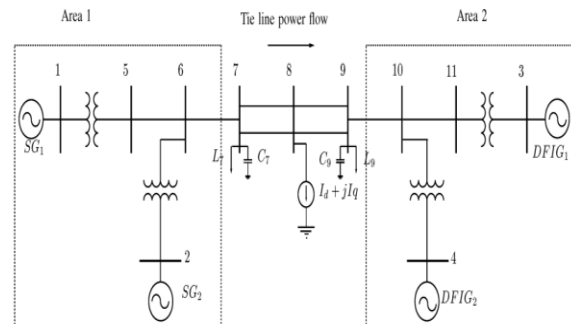 Area 1
Tie line power flow
Area 2
1
5
6
7
8
9
10
11
3
SG₁
L₇
C₇
C₉
L₉
DFIG₁
I_d + jIq
2
4
SG₂
DFIG₂